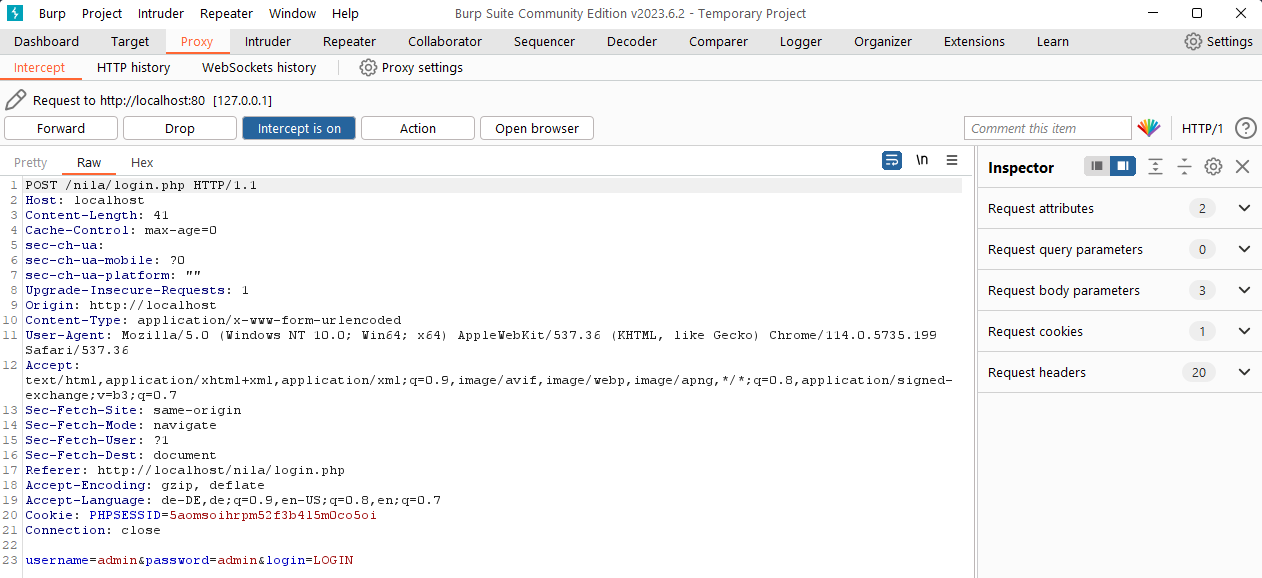 Burp Project Intruder Repeater Window Help Burp Suite Community Edition v2023.6.2 - Temporary Project
Dashboard Target Proxy Intruder Repeater Collaborator Sequencer Decoder Comparer Logger Organizer Extensions Learn Settings
Intercept HTTP history WebSockets history Proxy settings
Request to http://localhost:80 [127.0.0.1]
Forward Drop Intercept is on Action Open browser Comment this item HTTP/1 ?
Pretty Raw Hex \n
Inspector
1 POST /nila/login.php HTTP/1.1
2 Host: localhost
3 Content-Length: 41
4 Cache-Control: max-age=0
5 sec-ch-ua:
6 sec-ch-ua-mobile: ?0
7 sec-ch-ua-platform: ""
8 Upgrade-Insecure-Requests: 1
9 Origin: http://localhost
10 Content-Type: application/x-www-form-urlencoded
11 User-Agent: Mozilla/5.0 (Windows NT 10.0; Win64; x64) AppleWebKit/537.36 (KHTML, like Gecko) Chrome/114.0.5735.199
Safari/537.36
12 Accept:
text/html,application/xhtml+xml,application/xml;q=0.9,image/avif,image/webp,image/apng,*/*;q=0.8,application/signed-
exchange;v=b3;q=0.7
13 Sec-Fetch-Site: same-origin
14 Sec-Fetch-Mode: navigate
15 Sec-Fetch-User: ?1
16 Sec-Fetch-Dest: document
17 Referer: http://localhost/nila/login.php
18 Accept-Encoding: gzip, deflate
19 Accept-Language: de-DE,de;q=0.9,en-US;q=0.8,en;q=0.7
20 Cookie: PHPSESSID=5aomsoihrpm52f3b4l5m0co5oi
21 Connection: close
22
23 username=admin&password=admin&login=LOGIN
Request attributes 2
Request query parameters 0
Request body parameters 3
Request cookies 1
Request headers 20